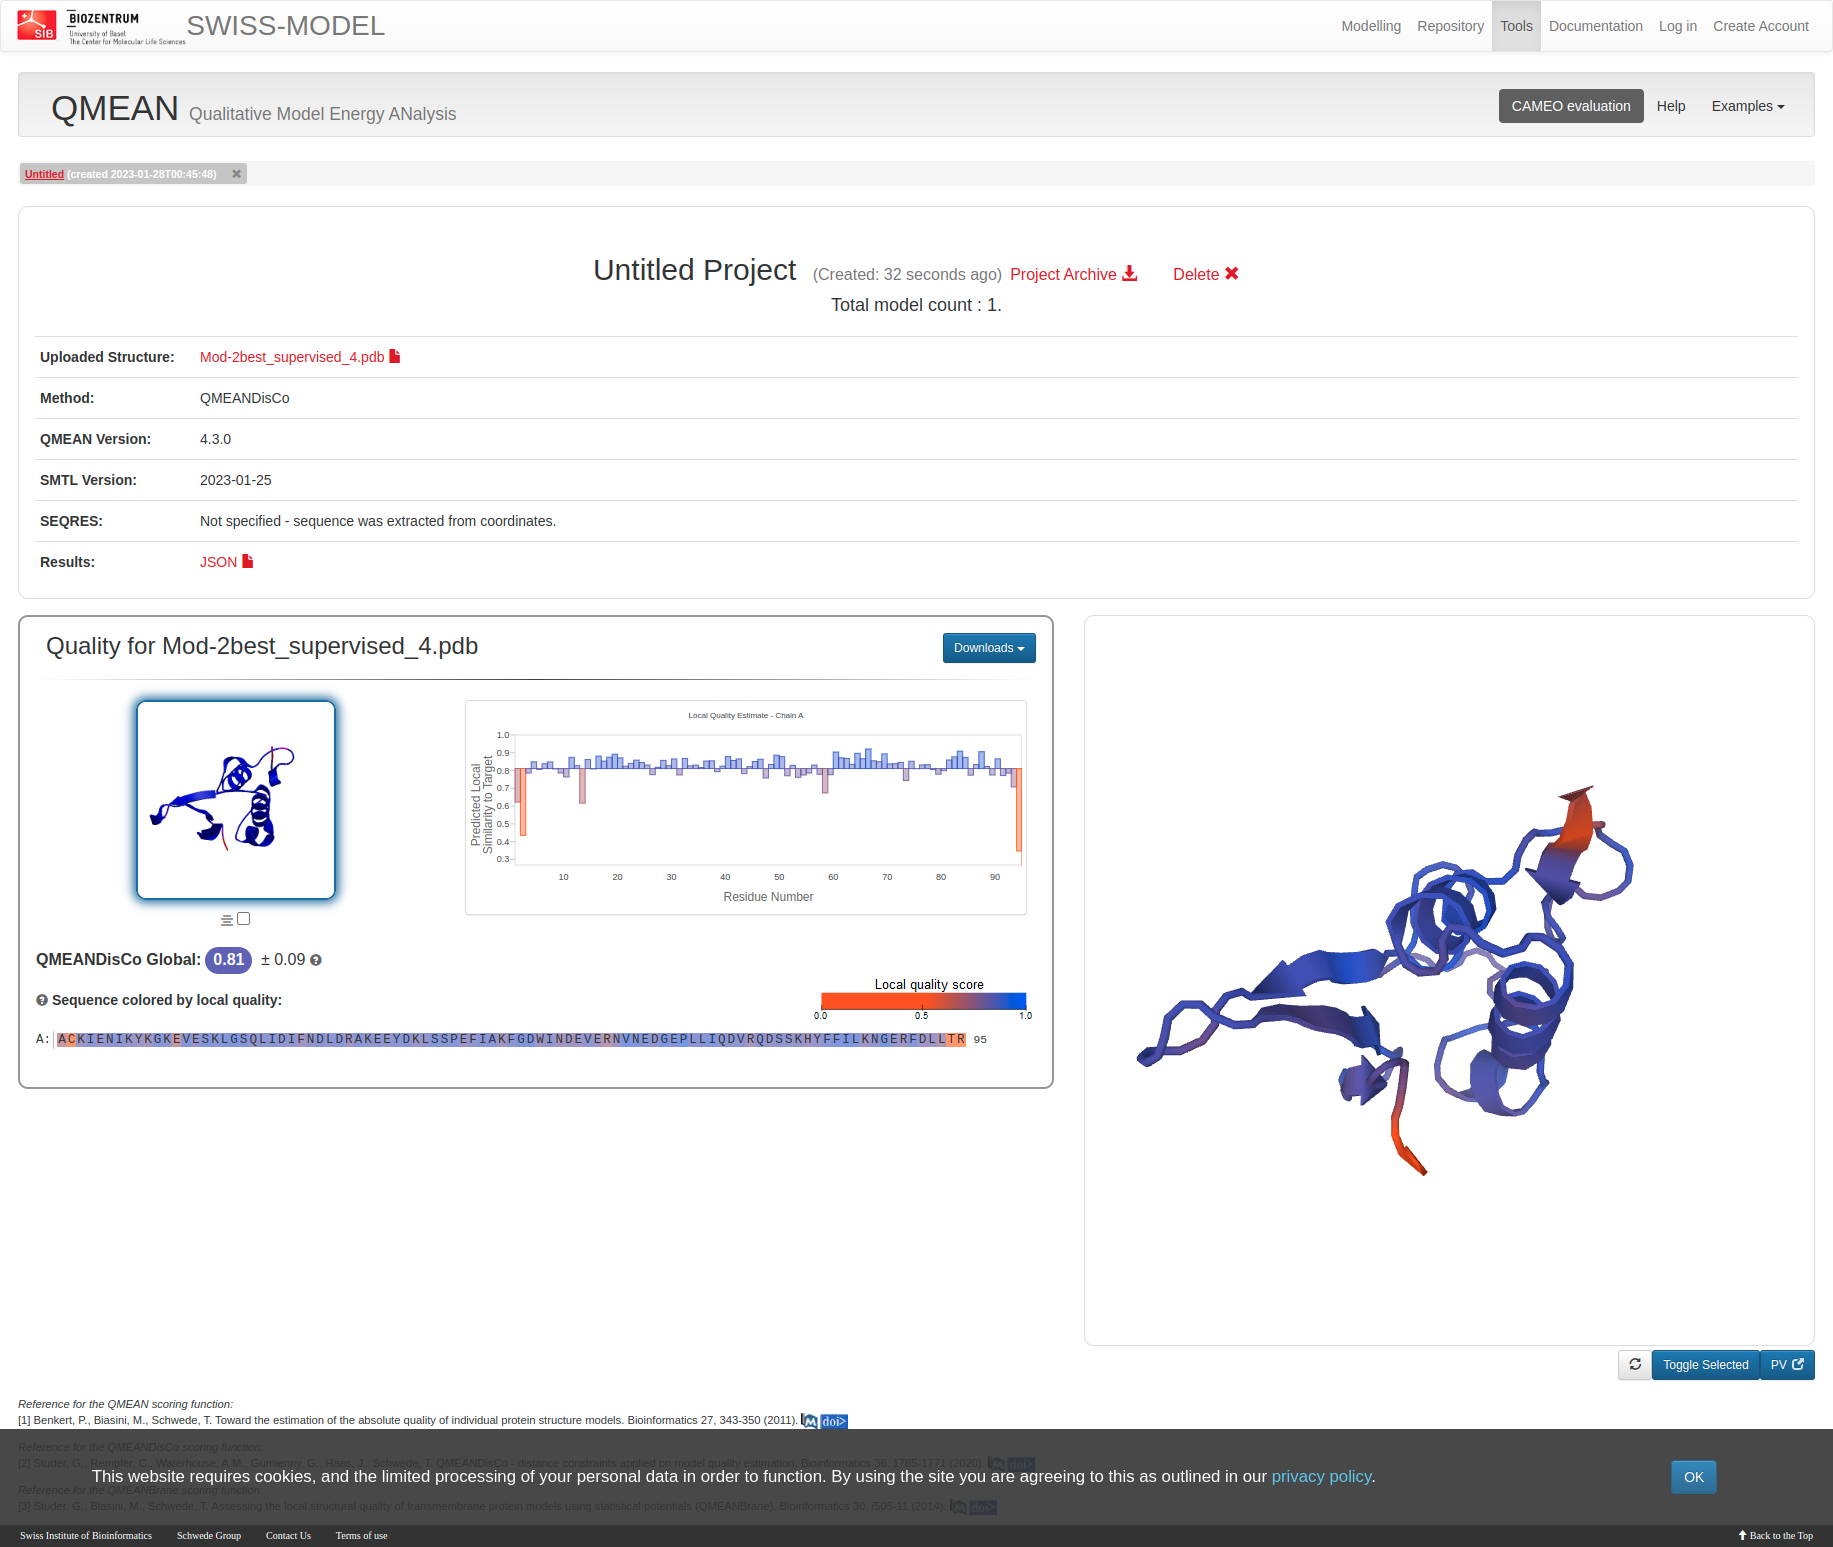 SIB BIOZENTRUM
University of Basel
The Center for Molecular Life Sciences
SWISS-MODEL
Modelling Repository Tools Documentation Log in Create Account
QMEAN Qualitative Model Energy ANalysis
CAMEO evaluation Help Examples
Untitled (created 2023-01-28T00:45:48)
Untitled Project (Created: 32 seconds ago) Project Archive Delete
Total model count : 1.
Uploaded Structure: Mod-2best_supervised_4.pdb
Method: QMEANDisCo
QMEAN Version: 4.3.0
SMTL Version: 2023-01-25
SEQRES: Not specified - sequence was extracted from coordinates.
Results: JSON
Quality for Mod-2best_supervised_4.pdb
Downloads
Local Quality Estimate - Chain A
Predicted Local
Similarity to Target
1.0
0.9
0.8
0.7
0.6
0.5
0.4
0.3
10 20 30 40 50 60 70 80 90
Residue Number
QMEANDisCo Global: 0.81 ± 0.09
Sequence colored by local quality:
Local quality score
0.0 0.5 1.0
A: ACKIENIKYKGKEVESKLGSQLIDIFNDLDRAKEEYDKLSSPEFIAKFGDWINDEVERNVNEDGEPLLIQDVRQDSSKHYFFILKNGERFDLLTR 95
Toggle Selected PV
Reference for the QMEAN scoring function:
[1] Benkert, P., Biasini, M., Schwede, T. Toward the estimation of the absolute quality of individual protein structure models. Bioinformatics 27, 343-350 (2011). M doi>
Reference for the QMEANDisCo scoring function:
[2] Studer, G., Rempfer, C., Waterhouse, A.M., Gumienny, G., Haas, J., Schwede, T. QMEANDisCo - distance constraints applied on model quality estimation. Bioinformatics 36, 1765-1771 (2020). M doi>
This website requires cookies, and the limited processing of your personal data in order to function. By using the site you are agreeing to this as outlined in our privacy policy.
OK
Reference for the QMEANBrane scoring function:
[3] Studer, G., Biasini, M., Schwede, T. Assessing the local structural quality of transmembrane protein models using statistical potentials (QMEANBrane). Bioinformatics 30, i505-11 (2014). M doi>
Swiss Institute of Bioinformatics Schwede Group Contact Us Terms of use
Back to the Top